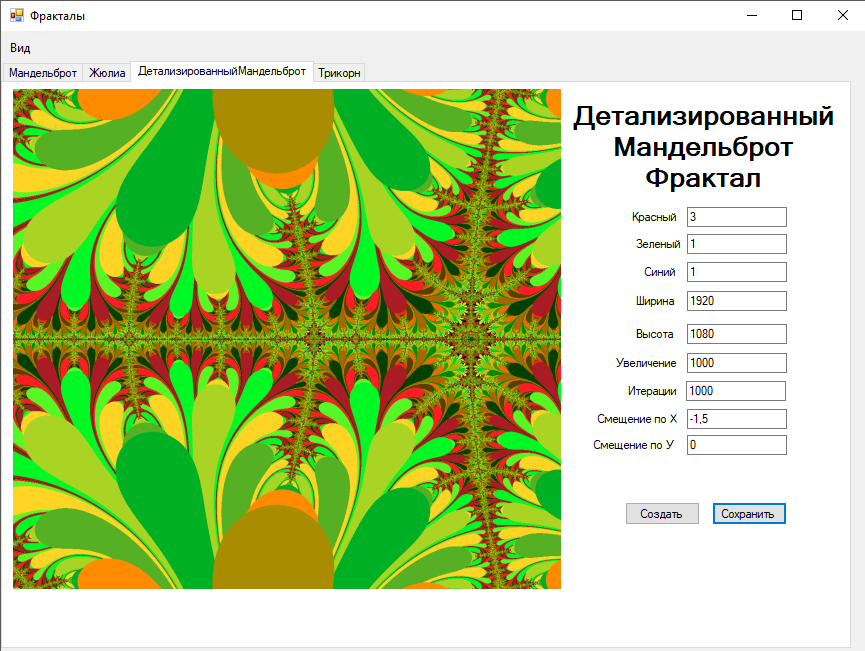 Фракталы
Вид
Мандельброт Жюлиа ДетализированныйМандельброт Трикорн
Детализированный
Мандельброт
Фрактал
Красный 3
Зеленый 1
Синий 1
Ширина 1920
Высота 1080
Увеличение 1000
Итерации 1000
Смещение по X -1,5
Смещение по У 0
Создать Сохранить